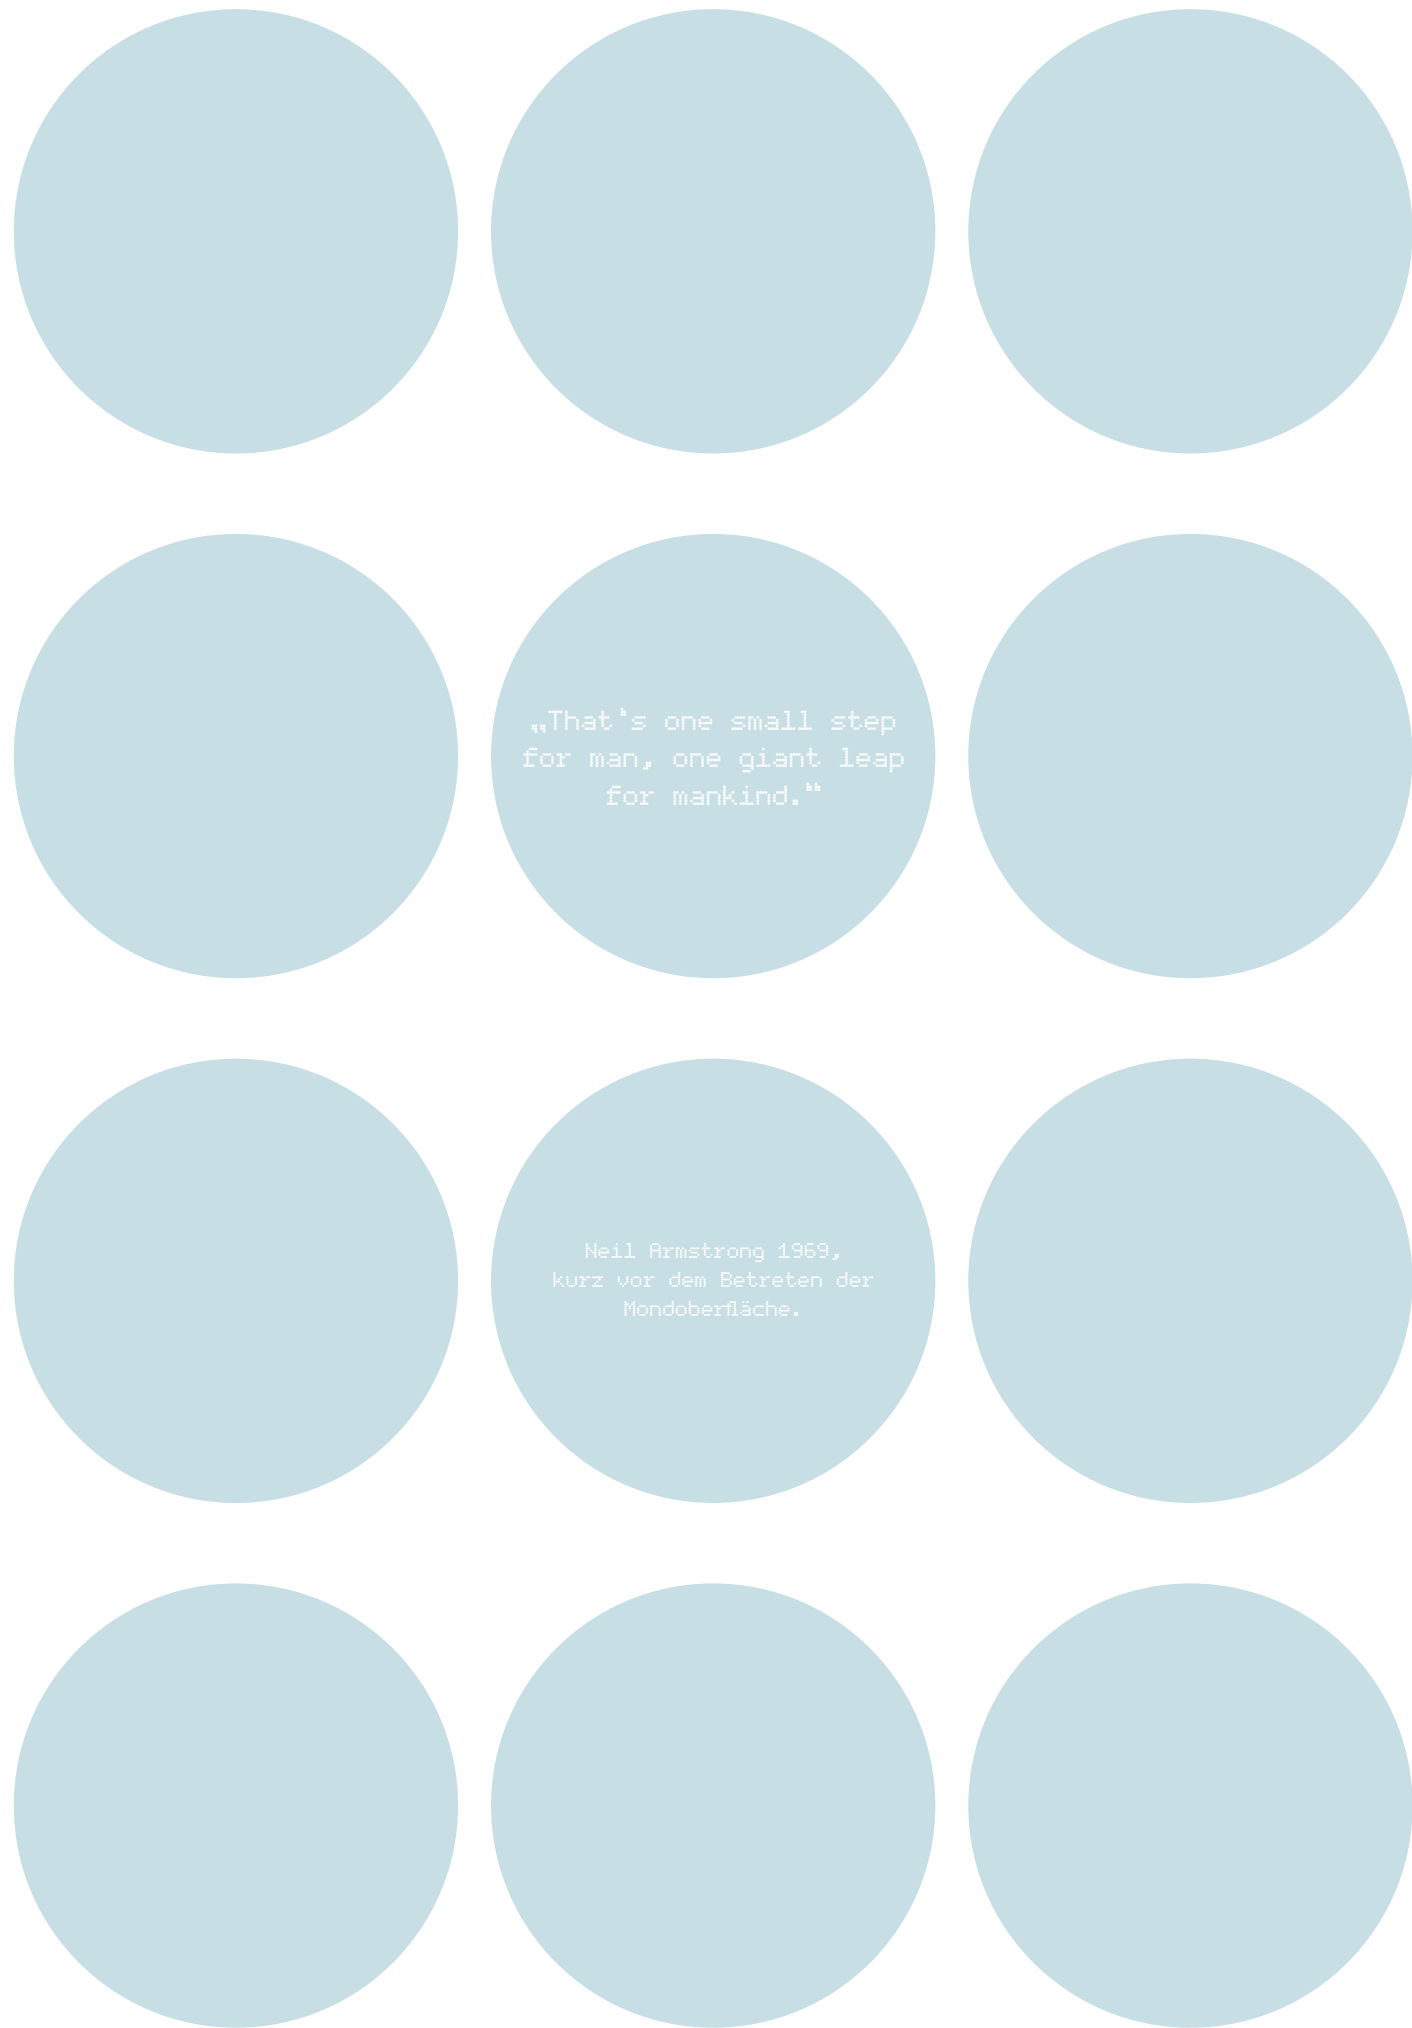 „That‘s one small step
for man, one giant leap
for mankind.“
Neil Armstrong 1969,
kurz vor dem Betreten der
Mondoberfläche.